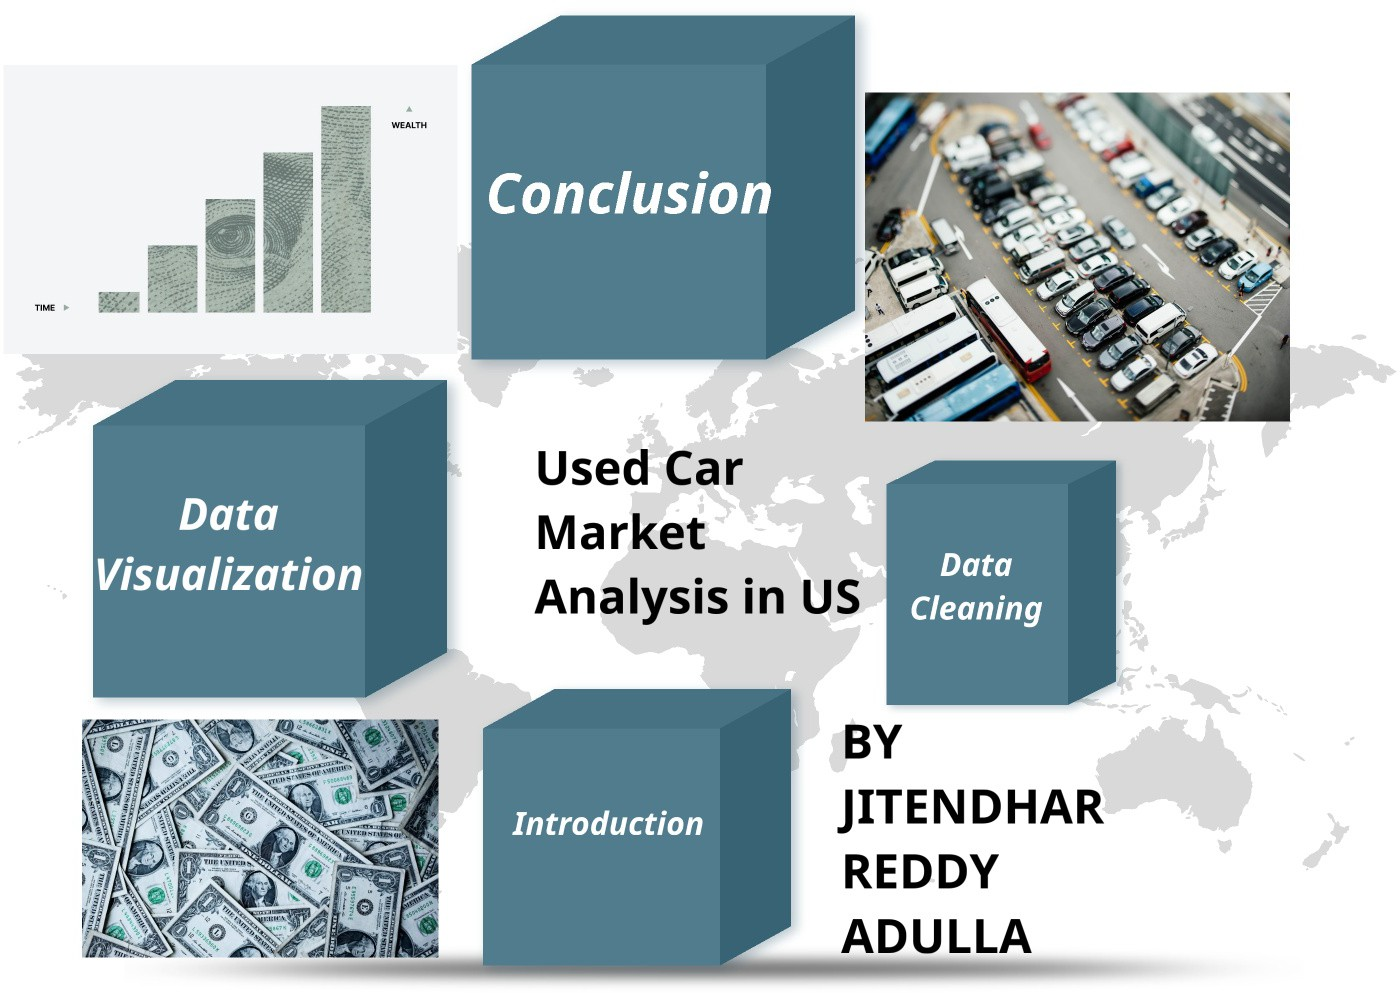 WEALTH
TIME
Conclusion
Used Car
Market
Analysis in US
Data
Visualization
Data
Cleaning
Introduction
BY
JITENDHAR
REDDY
ADULLA